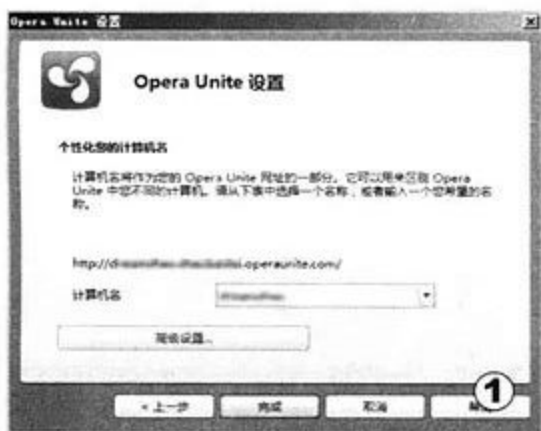 Opera Unite 设置
Opera Unite 设置
个性化您的计算机名
计算机名将作为您的 Opera Unite 网址的一部分。它可以用来区我 Opera
Unite 中您不同的计算机。请从下表中选择一个名称，或者输入一个您希望的名
称。
http://d operaunite.com/
计算机名
高级设置...
< 上一步
完成
取消
①